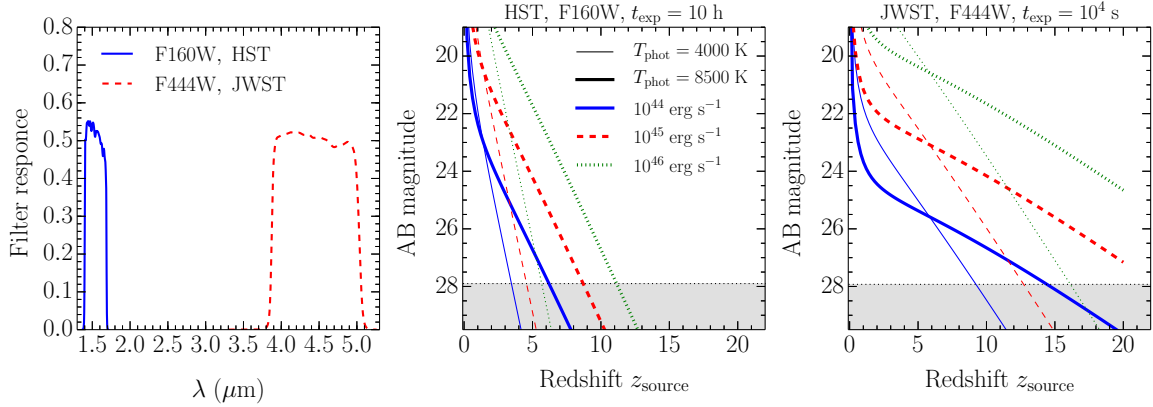 HST, F160W, t_exp = 10 h
JWST, F444W, t_exp = 10^4 s
Filter responce
0.8
0.7
0.6
0.5
0.4
0.3
0.2
0.1
0.0
F160W, HST
F444W, JWST
1.5 2.0 2.5 3.0 3.5 4.0 4.5 5.0
λ (μm)
AB magnitude
20
22
24
26
28
T_phot = 4000 K
T_phot = 8500 K
10^44 erg s^−1
10^45 erg s^−1
10^46 erg s^−1
0 5 10 15 20
Redshift z_source
AB magnitude
20
22
24
26
28
0 5 10 15 20
Redshift z_source